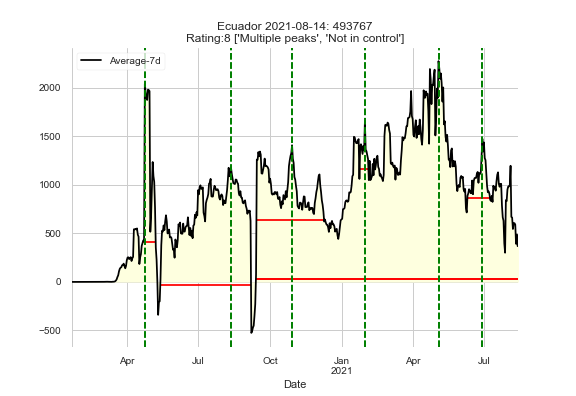 Ecuador 2021-08-14: 493767
Rating:8 ['Multiple peaks', 'Not in control']
Average-7d
2000
1500
1000
500
0
−500
Apr
Jul
Oct
Jan
2021
Apr
Jul
Date